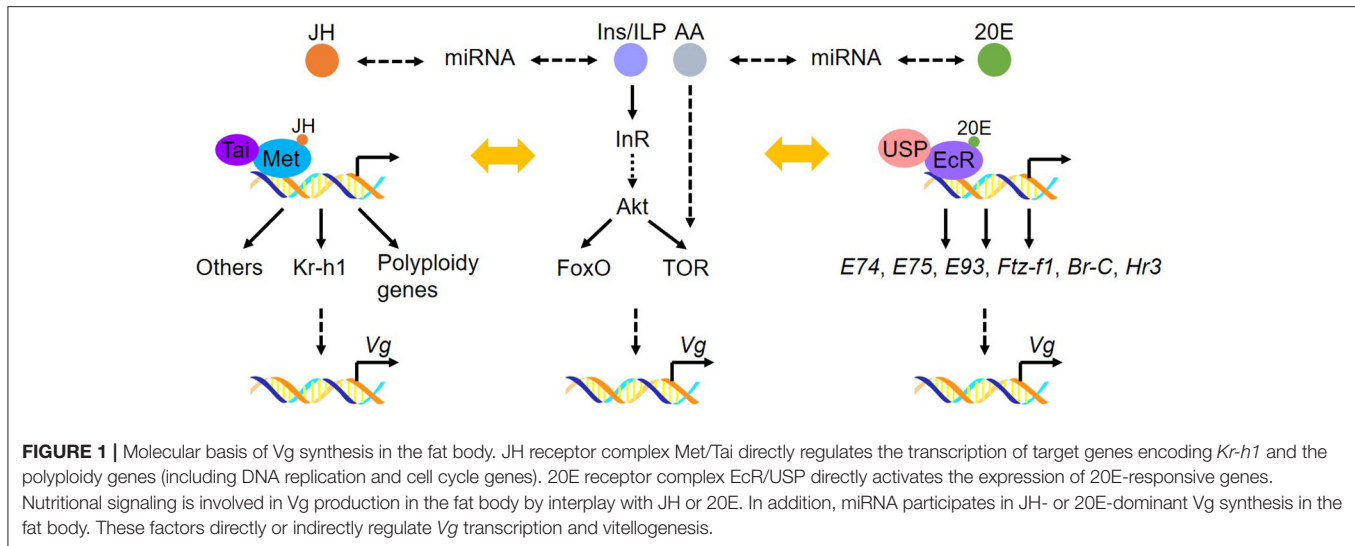 JH
Ins/ILP AA
20E
miRNA
miRNA
JH
Tai
Met
InR
20E
USP
EcR
Akt
Others
Kr-h1
Polyploidy
genes
FoxO
TOR
E74, E75, E93, Ftz-f1, Br-C, Hr3
Vg
Vg
Vg
FIGURE 1 | Molecular basis of Vg synthesis in the fat body. JH receptor complex Met/Tai directly regulates the transcription of target genes encoding Kr-h1 and the
polyploidy genes (including DNA replication and cell cycle genes). 20E receptor complex EcR/USP directly activates the expression of 20E-responsive genes.
Nutritional signaling is involved in Vg production in the fat body by interplay with JH or 20E. In addition, miRNA participates in JH- or 20E-dominant Vg synthesis in the
fat body. These factors directly or indirectly regulate Vg transcription and vitellogenesis.